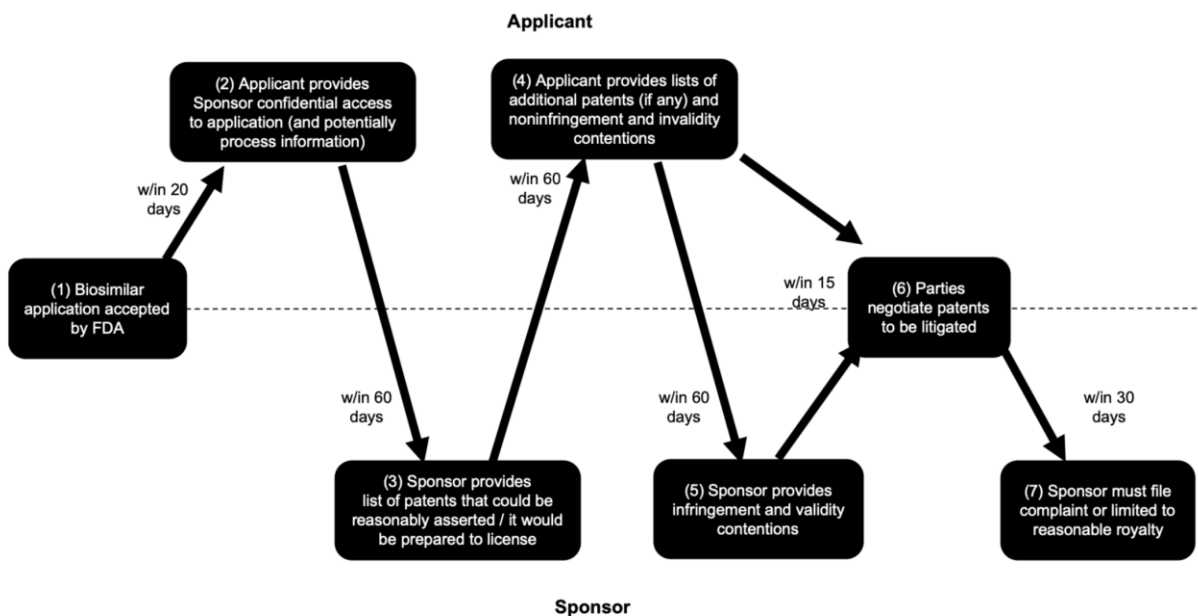 Applicant
(2) Applicant provides
Sponsor confidential access
to application (and potentially
process information)
(4) Applicant provides lists of
additional patents (if any) and
noninfringement and invalidity
contentions
w/in 20
days
w/in 60
days
(1) Biosimilar
application accepted
by FDA
w/in 15
days
(6) Parties
negotiate patents
to be litigated
w/in 60
days
w/in 60
days
w/in 30
days
(3) Sponsor provides
list of patents that could be
reasonably asserted / it would
be prepared to license
(5) Sponsor provides
infringement and validity
contentions
(7) Sponsor must file
complaint or limited to
reasonable royalty
Sponsor